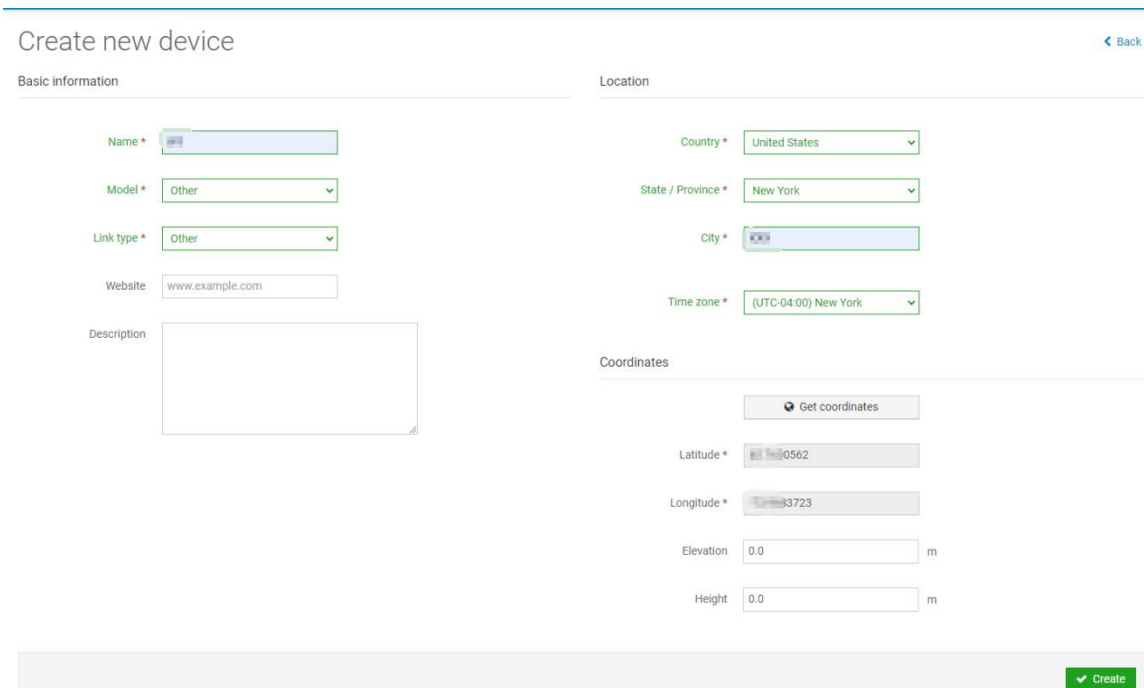 Create new device
Back
Basic information
Name *
Model * Other
Link type * Other
Website www.example.com
Description
Location
Country * United States
State / Province * New York
City *
Time zone * (UTC-04:00) New York
Coordinates
Get coordinates
Latitude * 0562
Longitude * 83723
Elevation 0.0 m
Height 0.0 m
Create